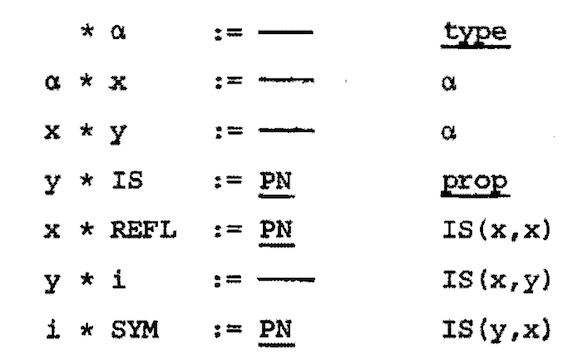 * α := —— type
α * x := —— α
x * y := —— α
y * IS := PN prop
x * REFL := PN IS(x,x)
y * i := —— IS(x,y)
i * SYM := PN IS(y,x)